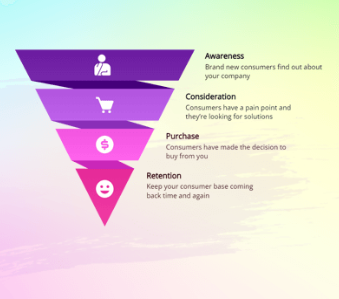 Awareness
Brand new consumers find out about
your company
Consideration
Consumers have a pain point and
they're looking for solutions
Purchase
Consumers have made the decision to
buy from you
Retention
Keep your consumer base coming
back time and again